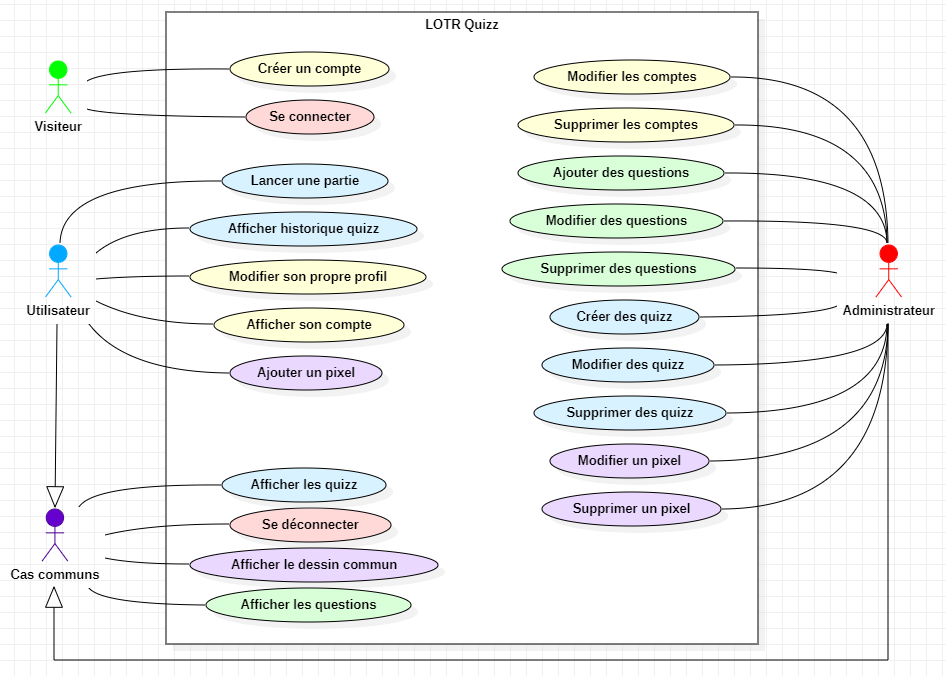 LOTR Quizz
Créer un compte
Se connecter
Visiteur
Lancer une partie
Afficher historique quizz
Modifier son propre profil
Afficher son compte
Ajouter un pixel
Utilisateur
Afficher les quizz
Se déconnecter
Afficher le dessin commun
Afficher les questions
Cas communs
Modifier les comptes
Supprimer les comptes
Ajouter des questions
Modifier des questions
Supprimer des questions
Créer des quizz
Modifier des quizz
Supprimer des quizz
Modifier un pixel
Supprimer un pixel
Administrateur